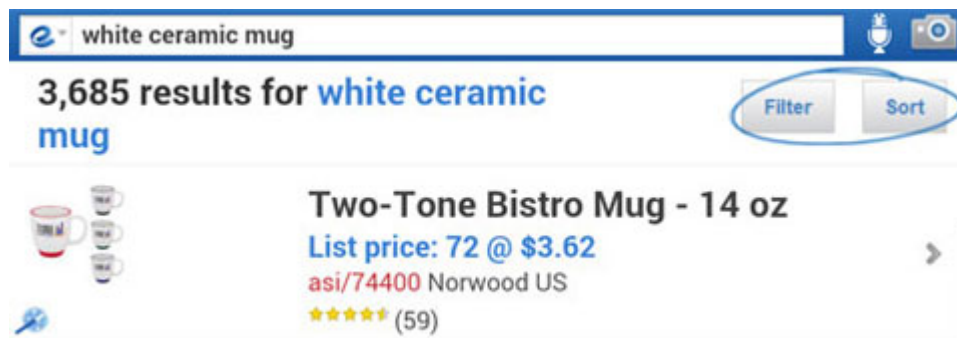 white ceramic mug
3,685 results for white ceramic
mug
Filter
Sort
Two-Tone Bistro Mug - 14 oz
List price: 72 @ $3.62
asi/74400 Norwood US
(59)